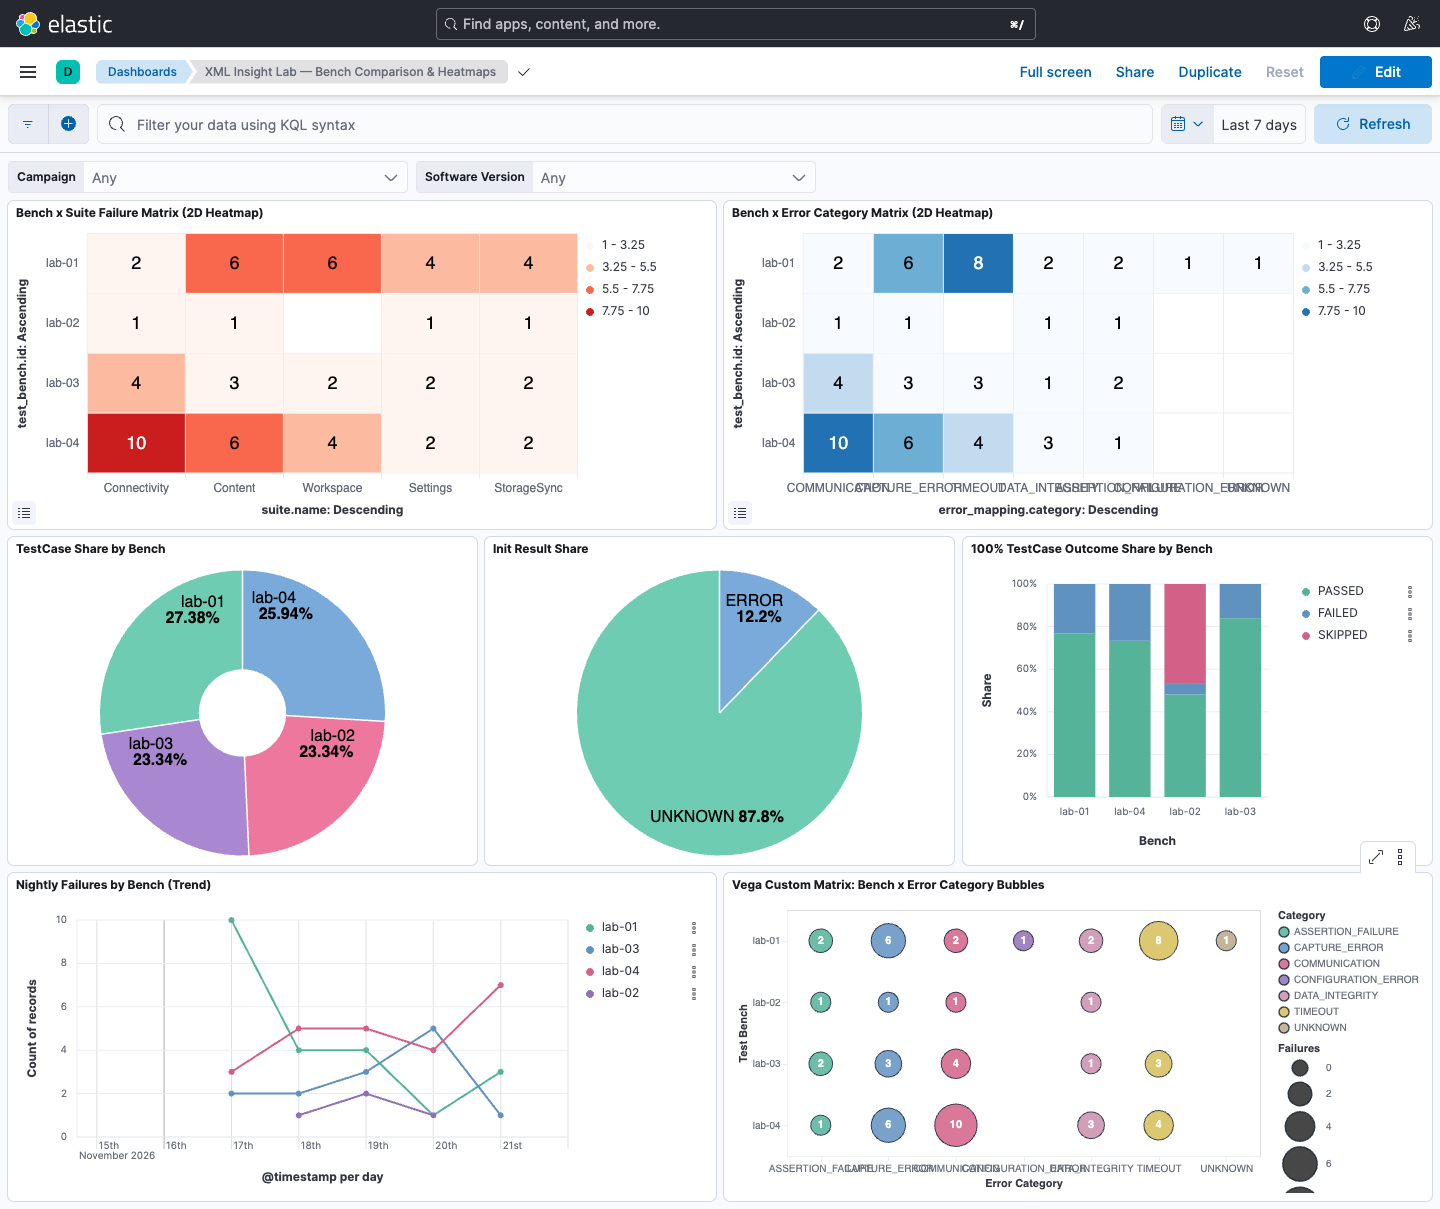 elastic
Find apps, content, and more.
⌘/
D
Dashboards
XML Insight Lab — Bench Comparison & Heatmaps
Full screen
Share
Duplicate
Reset
Edit
Filter your data using KQL syntax
Last 7 days
Refresh
Campaign
Any
Software Version
Any
Bench x Suite Failure Matrix (2D Heatmap)
test_bench.id: Ascending
lab-01 2 6 6 4 4
lab-02 1 1 1 1
lab-03 4 3 2 2 2
lab-04 10 6 4 2 2
Connectivity Content Workspace Settings StorageSync
suite.name: Descending
1 - 3.25
3.25 - 5.5
5.5 - 7.75
7.75 - 10
Bench x Error Category Matrix (2D Heatmap)
test_bench.id: Ascending
lab-01 2 6 8 2 2 1 1
lab-02 1 1 1 1
lab-03 4 3 3 1 2
lab-04 10 6 4 3 1
COMMUNICATION CAPTURE_ERROR TIMEOUT DATA_INTEGRITY ASSERTION_FAILURE CONFIGURATION_ERROR UNKNOWN
error_mapping.category: Descending
1 - 3.25
3.25 - 5.5
5.5 - 7.75
7.75 - 10
TestCase Share by Bench
lab-01
27.38%
lab-04
25.94%
lab-03
23.34%
lab-02
23.34%
Init Result Share
ERROR
12.2%
UNKNOWN 87.8%
100% TestCase Outcome Share by Bench
Share
100%
80%
60%
40%
20%
0%
lab-01 lab-04 lab-02 lab-03
Bench
PASSED
FAILED
SKIPPED
Nightly Failures by Bench (Trend)
Count of records
10
8
6
4
2
0
15th 16th 17th 18th 19th 20th 21st
November 2026
@timestamp per day
lab-01
lab-03
lab-04
lab-02
Vega Custom Matrix: Bench x Error Category Bubbles
Test Bench
lab-01 2 6 2 1 2 8 1
lab-02 1 1 1 1
lab-03 2 3 4 1 3
lab-04 1 6 10 3 4
ASSERTION_FAILURE CAPTURE_ERROR COMMUNICATION CONFIGURATION_ERROR DATA_INTEGRITY TIMEOUT UNKNOWN
Error Category
Category
ASSERTION_FAILURE
CAPTURE_ERROR
COMMUNICATION
CONFIGURATION_ERROR
DATA_INTEGRITY
TIMEOUT
UNKNOWN
Failures
0
2
4
6